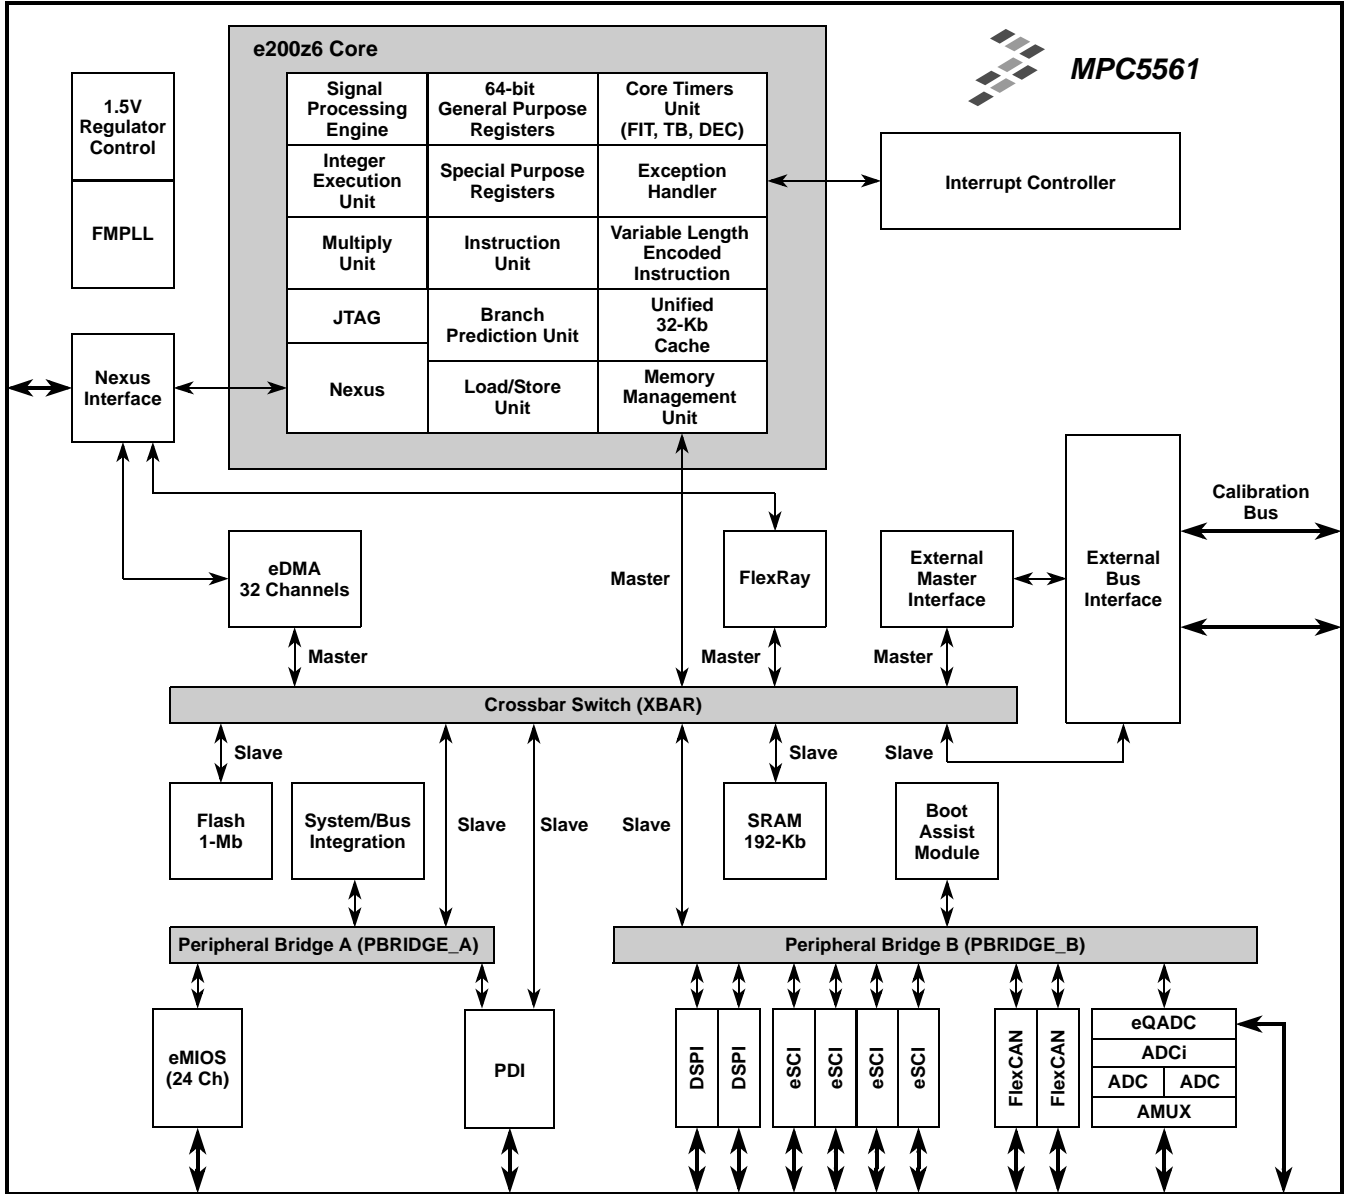 e200z6 Core
MPC5561
1.5V
Regulator
Control
FMPLL
Signal
Processing
Engine
64-bit
General Purpose
Registers
Core Timers
Unit
(FIT, TB, DEC)
Integer
Execution
Unit
Special Purpose
Registers
Exception
Handler
Interrupt Controller
Multiply
Unit
Instruction
Unit
Variable Length
Encoded
Instruction
JTAG
Branch
Prediction Unit
Unified
32-Kb
Cache
Nexus
Interface
Nexus
Load/Store
Unit
Memory
Management
Unit
Calibration
Bus
eDMA
32 Channels
Master
FlexRay
External
Master
Interface
External
Bus
Interface
Master
Master
Master
Crossbar Switch (XBAR)
Slave
Slave
Slave
Flash
1-Mb
System/Bus
Integration
Slave
Slave
Slave
SRAM
192-Kb
Boot
Assist
Module
Peripheral Bridge A (PBRIDGE_A)
Peripheral Bridge B (PBRIDGE_B)
eMIOS
(24 Ch)
PDI
DSPI
DSPI
eSCI
eSCI
eSCI
eSCI
FlexCAN
FlexCAN
eQADC
ADCi
ADC
ADC
AMUX